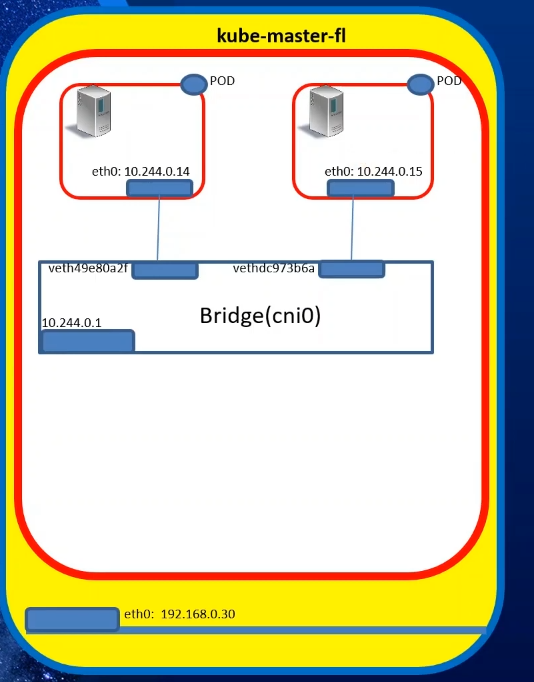 kube-master-fl
POD
POD
eth0: 10.244.0.14
eth0: 10.244.0.15
veth49e80a2f
vethdc973b6a
Bridge(cni0)
10.244.0.1
eth0: 192.168.0.30